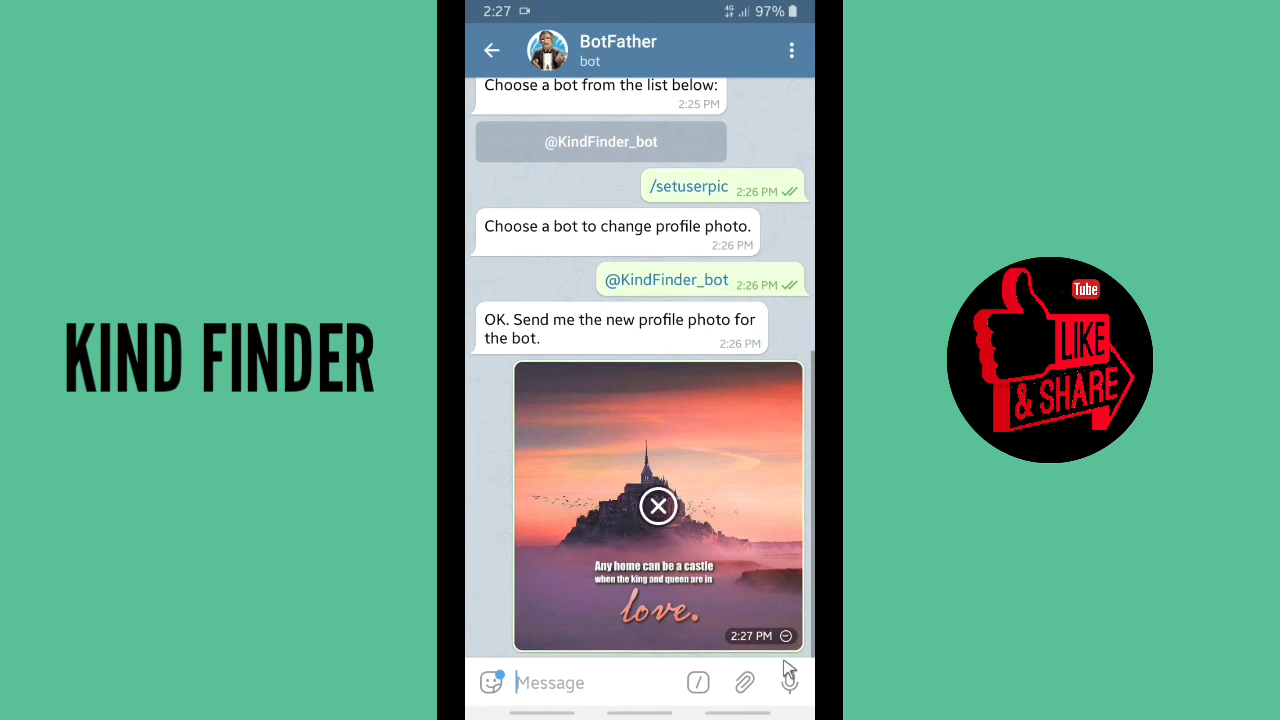 2:27
4G
97%
BotFather
bot
Choose a bot from the list below:
2:25 PM
@KindFinder_bot
/setuserpic 2:26 PM
Choose a bot to change profile photo.
2:26 PM
@KindFinder_bot 2:26 PM
OK. Send me the new profile photo for
the bot.
2:26 PM
Any home can be a castle
when the king and queen are in
love.
2:27 PM
Message
KIND FINDER
Tube
LIKE
& SHARE